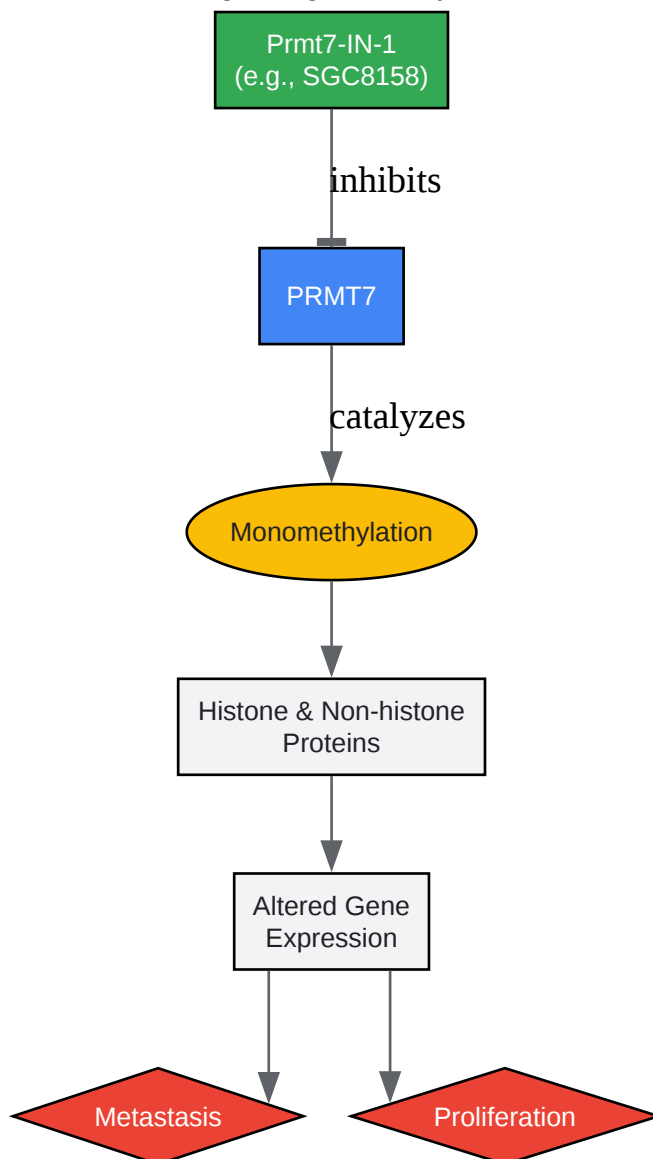 Prmt7-IN-1
(e.g., SGC8158)
inhibits
PRMT7
catalyzes
Monomethylation
Histone & Non-histone
Proteins
Altered Gene
Expression
Metastasis
Proliferation